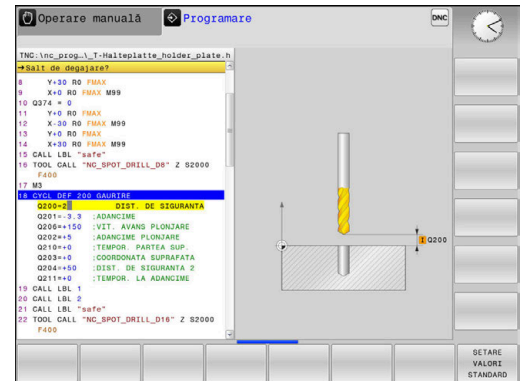 Operare manuală
Programare
DNC
TNC:\nc_prog…\_T-Halteplatte_holder_plate.h
→Salt de degajare?
8 Y+30 R0 FMAX
9 X+0 R0 FMAX M99
10 Q374 = 0
11 Y+0 R0 FMAX
12 X-30 R0 FMAX M99
13 Y+0 R0 FMAX
14 X+30 R0 FMAX M99
15 CALL LBL "safe"
16 TOOL CALL "NC_SPOT_DRILL_D8" Z S2000
F400
17 M3
18 CYCL DEF 200 GAURIRE
Q200=2 DIST. DE SIGURANTA
Q201=-3.3 ;ADANCIME
Q206=+150 ;VIT. AVANS PLONJARE
Q202=+5 ;ADANCIME PLONJARE
Q210=+0 ;TEMPOR. PARTEA SUP.
Q203=+0 ;COORDONATA SUPRAFATA
Q204=+50 ;DIST. DE SIGURANTA 2
Q211=+0 ;TEMPOR. LA ADANCIME
19 CALL LBL 1
20 CALL LBL 2
21 CALL LBL "safe"
22 TOOL CALL "NC_SPOT_DRILL_D16" Z S2000
F400
I Q200
SETARE
VALORI
STANDARD